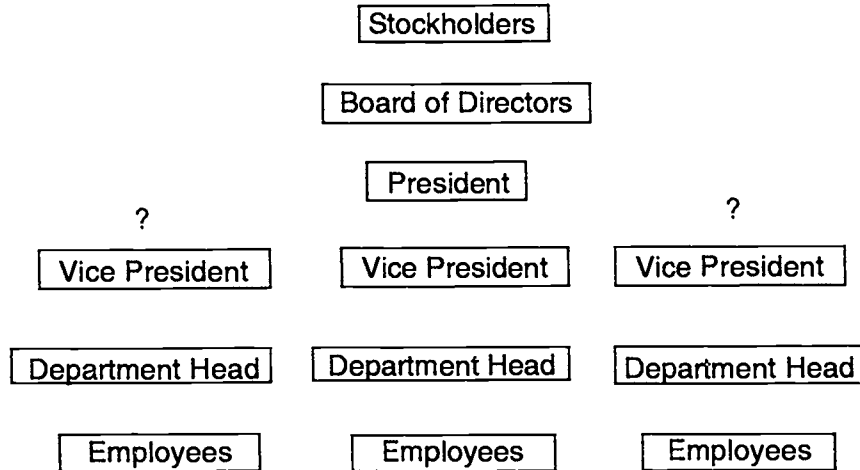 Stockholders
Board of Directors
President
? ?
Vice President Vice President Vice President
Department Head Department Head Department Head
Employees Employees Employees